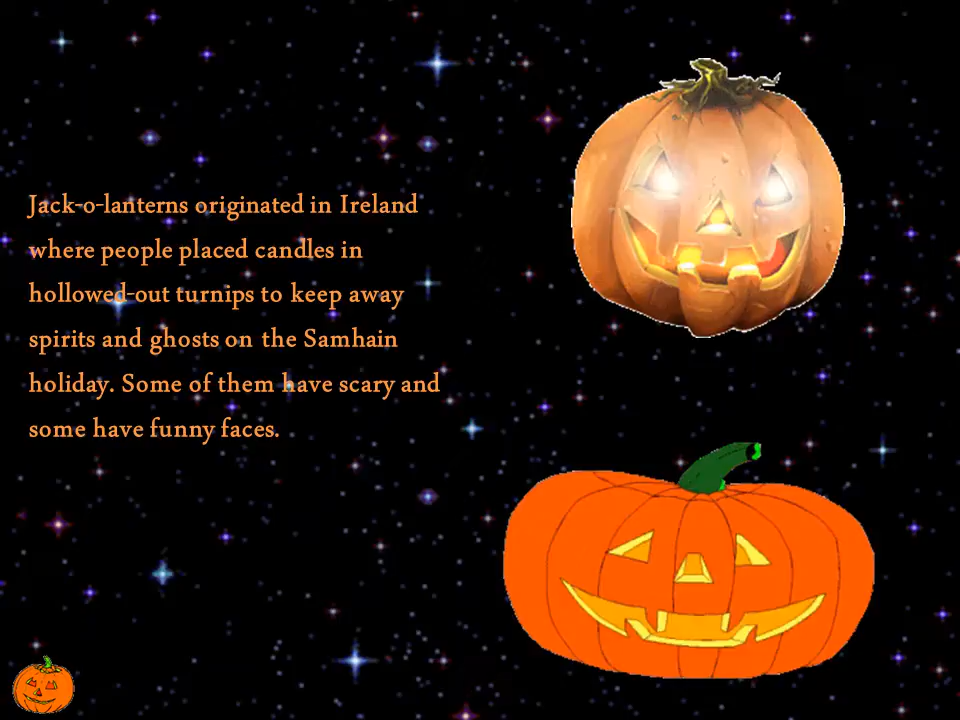 Jack-o-lanterns originated in Ireland
where people placed candles in
hollowed-out turnips to keep away
spirits and ghosts on the Samhain
holiday. Some of them have scary and
some have funny faces.